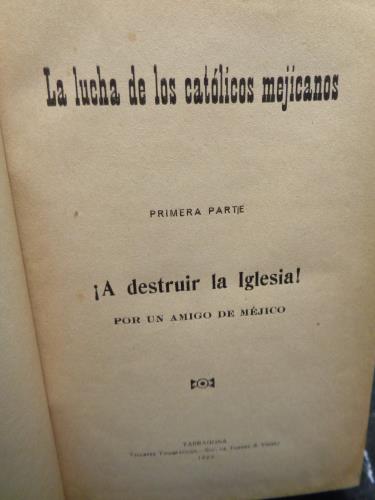 La lucha de los católicos mejicanos
PRIMERA PARTE
¡A destruir la Iglesia!
POR UN AMIGO DE MÉJICO
TARRAGONA